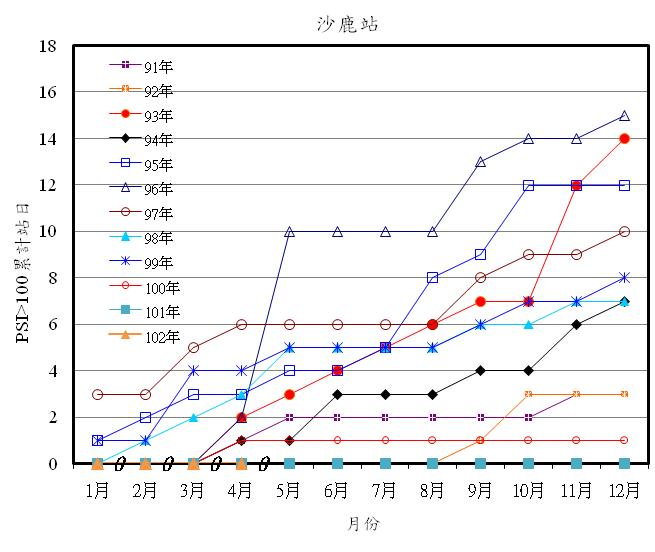 沙鹿站
PSI>100累計站日
18
16
14
12
10
8
6
4
2
0
91年
92年
93年
94年
95年
96年
97年
98年
99年
100年
101年
102年
1月 2月 3月 4月 5月 6月 7月 8月 9月 10月 11月 12月
月份